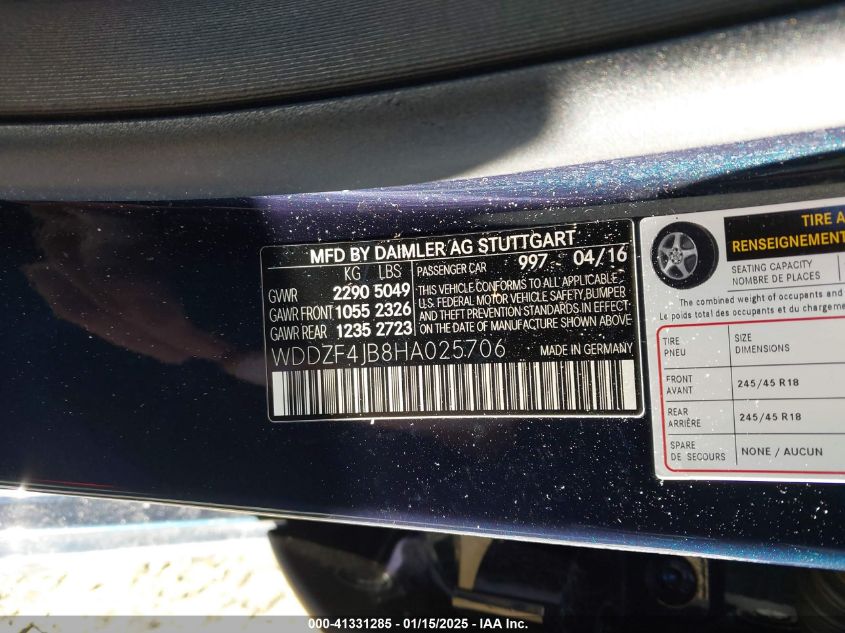 MFD BY DAIMLER AG STUTTGART
KG LBS PASSENGER CAR 997 04/16
GVWR 2290 5049 THIS VEHICLE CONFORMS TO ALL APPLICABLE
GAWR FRONT 1055 2326 U.S. FEDERAL MOTOR VEHICLE SAFETY, BUMPER
GAWR REAR 1235 2723 AND THEFT PREVENTION STANDARDS IN EFFECT
ON THE DATE OF MANUFACTURE SHOWN ABOVE.
WDDZF4JB8HA025706 MADE IN GERMANY
TIRE A
RENSEIGNEMENT
SEATING CAPACITY
NOMBRE DE PLACES
The combined weight of occupants and
Le poids total des occupants et du charg
TIRE SIZE
PNEU DIMENSIONS
FRONT
AVANT 245/45 R18
REAR
ARRIÈRE 245/45 R18
SPARE
DE SECOURS NONE / AUCUN
000-41331285 - 01/15/2025 - IAA Inc.